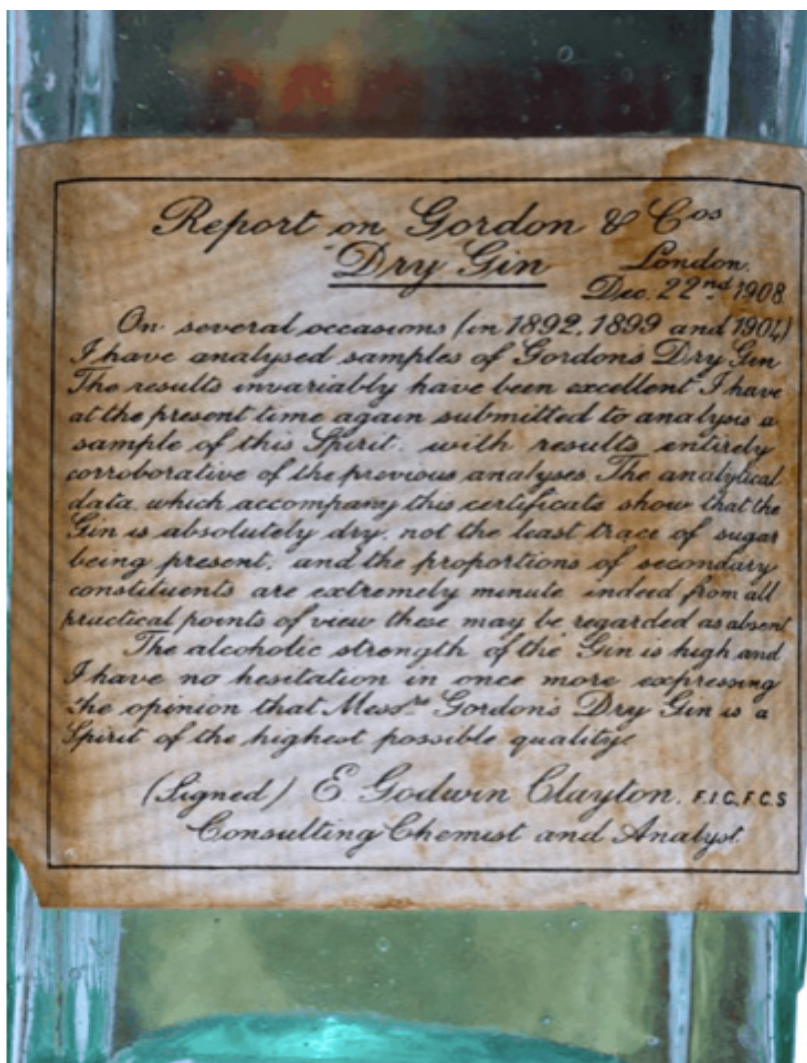 Report on Gordon & Cos
Dry Gin
London.
Dec. 22nd 1908.
On several occasions (in 1892, 1899 and 1904)
I have analysed samples of Gordons Dry Gin
The results invariably have been excellent I have
at the present time again submitted to analysis a
sample of this Spirit. with results entirely
corroborative of the previous analyses. The analytical
data, which accompany this certificate show that the
Gin is absolutely dry, not the least trace of sugar
being present, and the proportions of secondary
constituents are extremely minute indeed from all
practical points of view these may be regarded as absent
The alcoholic strength of the Gin is high and
I have no hesitation in once more expressing
the opinion that Messrs Gordon's Dry Gin is a
Spirit of the highest possible quality.
(Signed) E. Godwin Clayton, F.I.C, F.C.S
Consulting Chemist and Analyst.